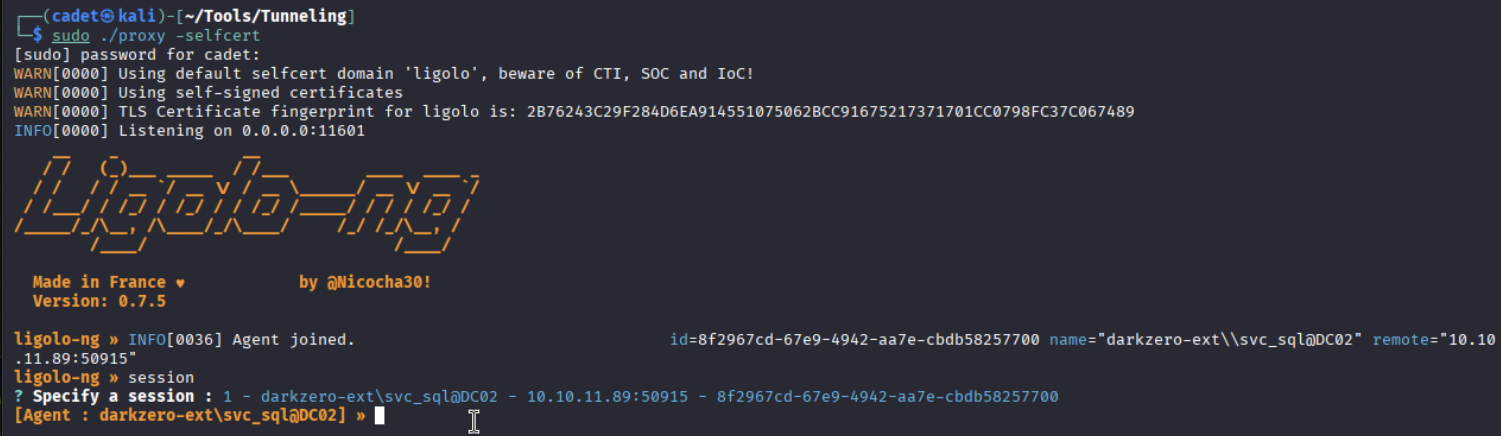 ┌──(cadet㉿kali)-[~/Tools/Tunneling]
└─$ sudo ./proxy -selfcert
[sudo] password for cadet:
WARN[0000] Using default selfcert domain 'ligolo', beware of CTI, SOC and IoC!
WARN[0000] Using self-signed certificates
WARN[0000] TLS Certificate fingerprint for ligolo is: 2B76243C29F284D6EA914551075062BCC91675217371701CC0798FC37C067489
INFO[0000] Listening on 0.0.0.0:11601
Ligolo-ng
Made in France ♥ by @Nicocha30!
Version: 0.7.5
ligolo-ng » INFO[0036] Agent joined. id=8f2967cd-67e9-4942-aa7e-cbdb58257700 name="darkzero-ext\\svc_sql@DC02" remote="10.10
.11.89:50915"
ligolo-ng » session
? Specify a session : 1 - darkzero-ext\svc_sql@DC02 - 10.10.11.89:50915 - 8f2967cd-67e9-4942-aa7e-cbdb58257700
[Agent : darkzero-ext\svc_sql@DC02] »